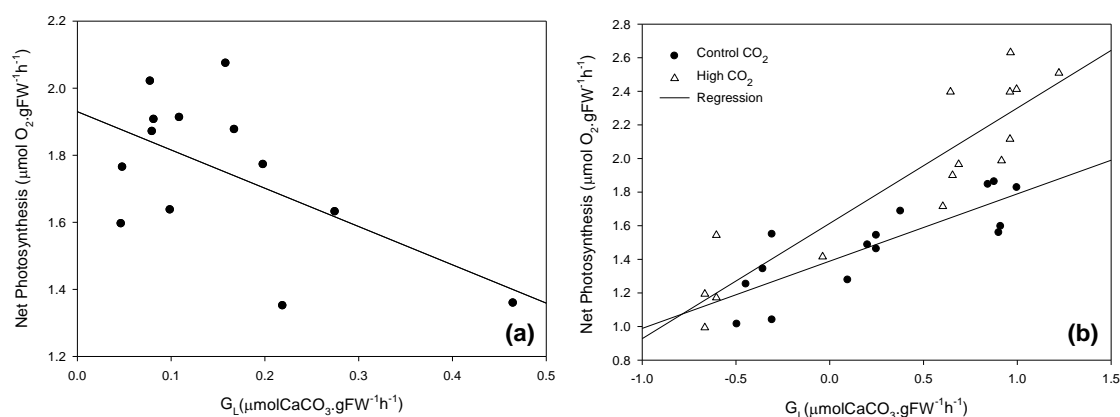 2.2
2.0
1.8
1.6
1.4
1.2
0.0 0.1 0.2 0.3 0.4 0.5
Net Photosynthesis (μmol O₂.gFW⁻¹h⁻¹)
G_L(μmolCaCO₃.gFW⁻¹h⁻¹)
(a)
2.8
2.6
2.4
2.2
2.0
1.8
1.6
1.4
1.2
1.0
0.8
-1.0 -0.5 0.0 0.5 1.0 1.5
Net Photosynthesis (μmol O₂.gFW⁻¹h⁻¹)
G_L(μmolCaCO₃.gFW⁻¹h⁻¹)
Control CO₂
High CO₂
Regression
(b)